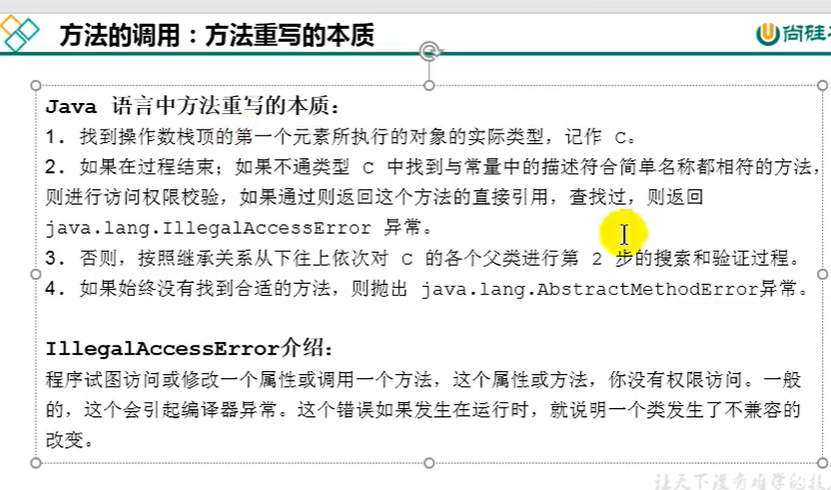 方法的调用：方法重写的本质
尚硅
Java 语言中方法重写的本质：
1. 找到操作数栈顶的第一个元素所执行的对象的实际类型，记作 C。
2. 如果在过程结束；如果不通类型 C 中找到与常量中的描述符合简单名称都相符的方法，
则进行访问权限校验，如果通过则返回这个方法的直接引用，查找过，则返回
java.lang.IllegalAccessError 异常。
3. 否则，按照继承关系从下往上依次对 C 的各个父类进行第 2 步的搜索和验证过程。
4. 如果始终没有找到合适的方法，则抛出 java.lang.AbstractMethodError异常。
IllegalAccessError介绍：
程序试图访问或修改一个属性或调用一个方法，这个属性或方法，你没有权限访问。一般
的，这个会引起编译器异常。这个错误如果发生在运行时，就说明一个类发生了不兼容的
改变。
让天下没有难学的技